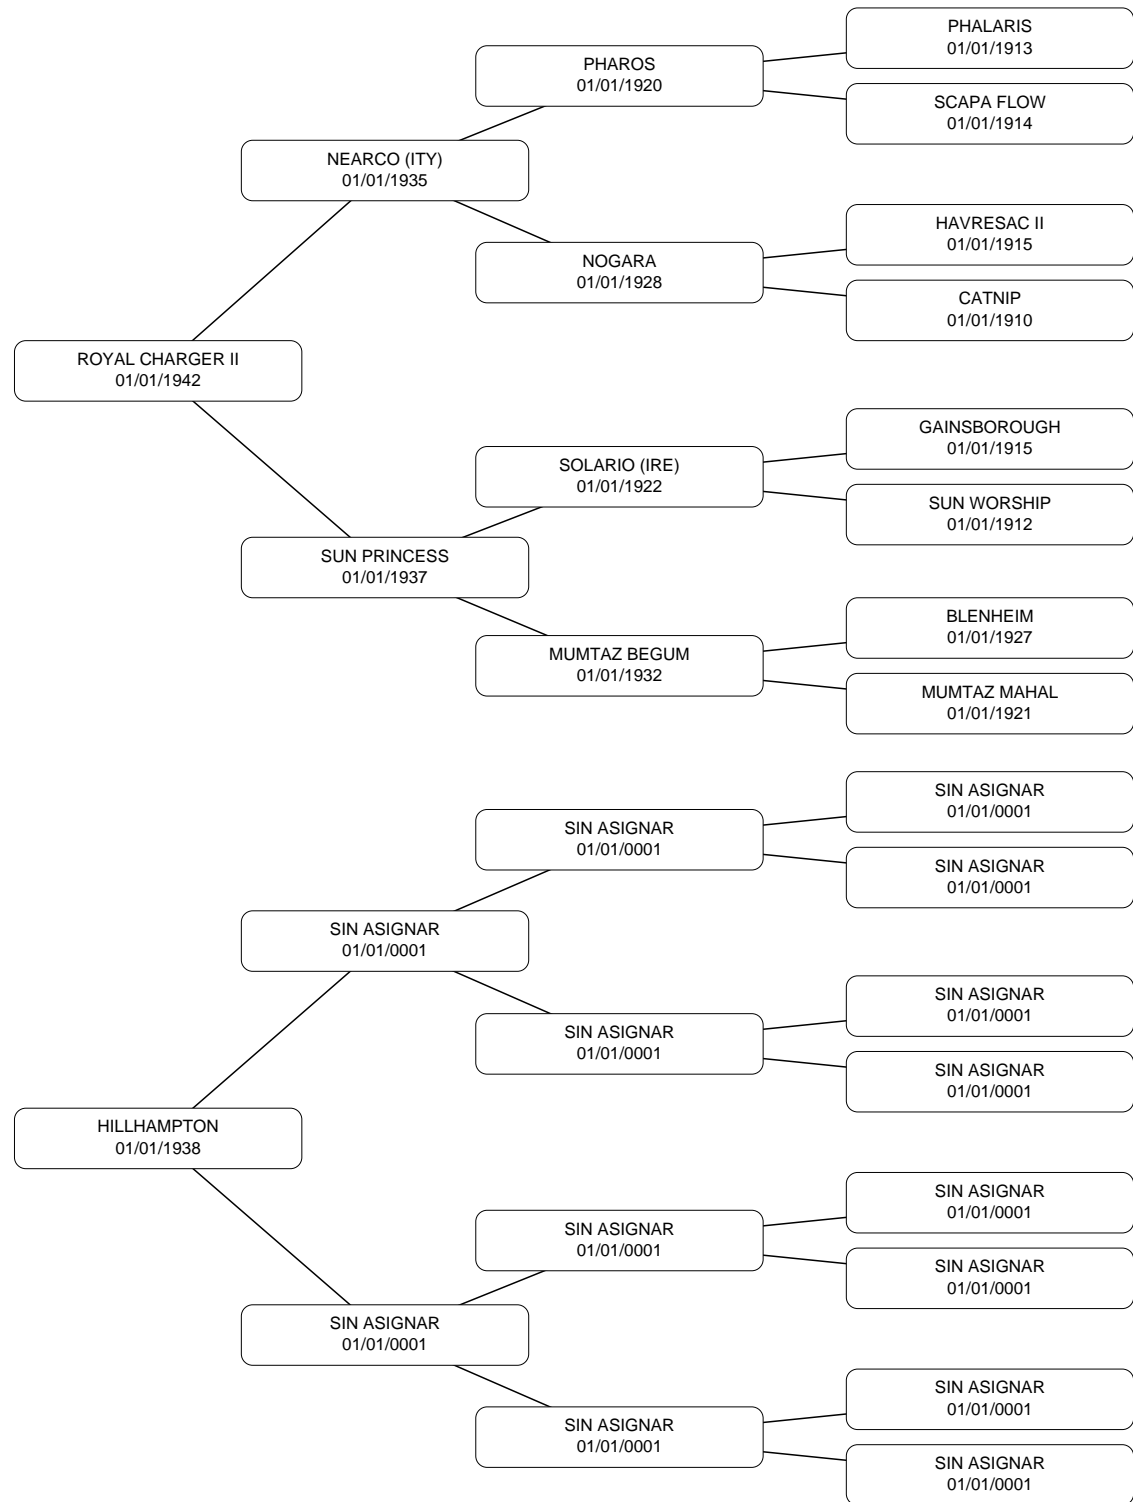 PHALARIS
01/01/1913
PHAROS
01/01/1920
SCAPA FLOW
01/01/1914
NEARCO (ITY)
01/01/1935
HAVRESAC II
01/01/1915
NOGARA
01/01/1928
CATNIP
01/01/1910
ROYAL CHARGER II
01/01/1942
GAINSBOROUGH
01/01/1915
SOLARIO (IRE)
01/01/1922
SUN WORSHIP
01/01/1912
SUN PRINCESS
01/01/1937
BLENHEIM
01/01/1927
MUMTAZ BEGUM
01/01/1932
MUMTAZ MAHAL
01/01/1921
SIN ASIGNAR
01/01/0001
SIN ASIGNAR
01/01/0001
SIN ASIGNAR
01/01/0001
SIN ASIGNAR
01/01/0001
SIN ASIGNAR
01/01/0001
SIN ASIGNAR
01/01/0001
SIN ASIGNAR
01/01/0001
HILLHAMPTON
01/01/1938
SIN ASIGNAR
01/01/0001
SIN ASIGNAR
01/01/0001
SIN ASIGNAR
01/01/0001
SIN ASIGNAR
01/01/0001
SIN ASIGNAR
01/01/0001
SIN ASIGNAR
01/01/0001
SIN ASIGNAR
01/01/0001